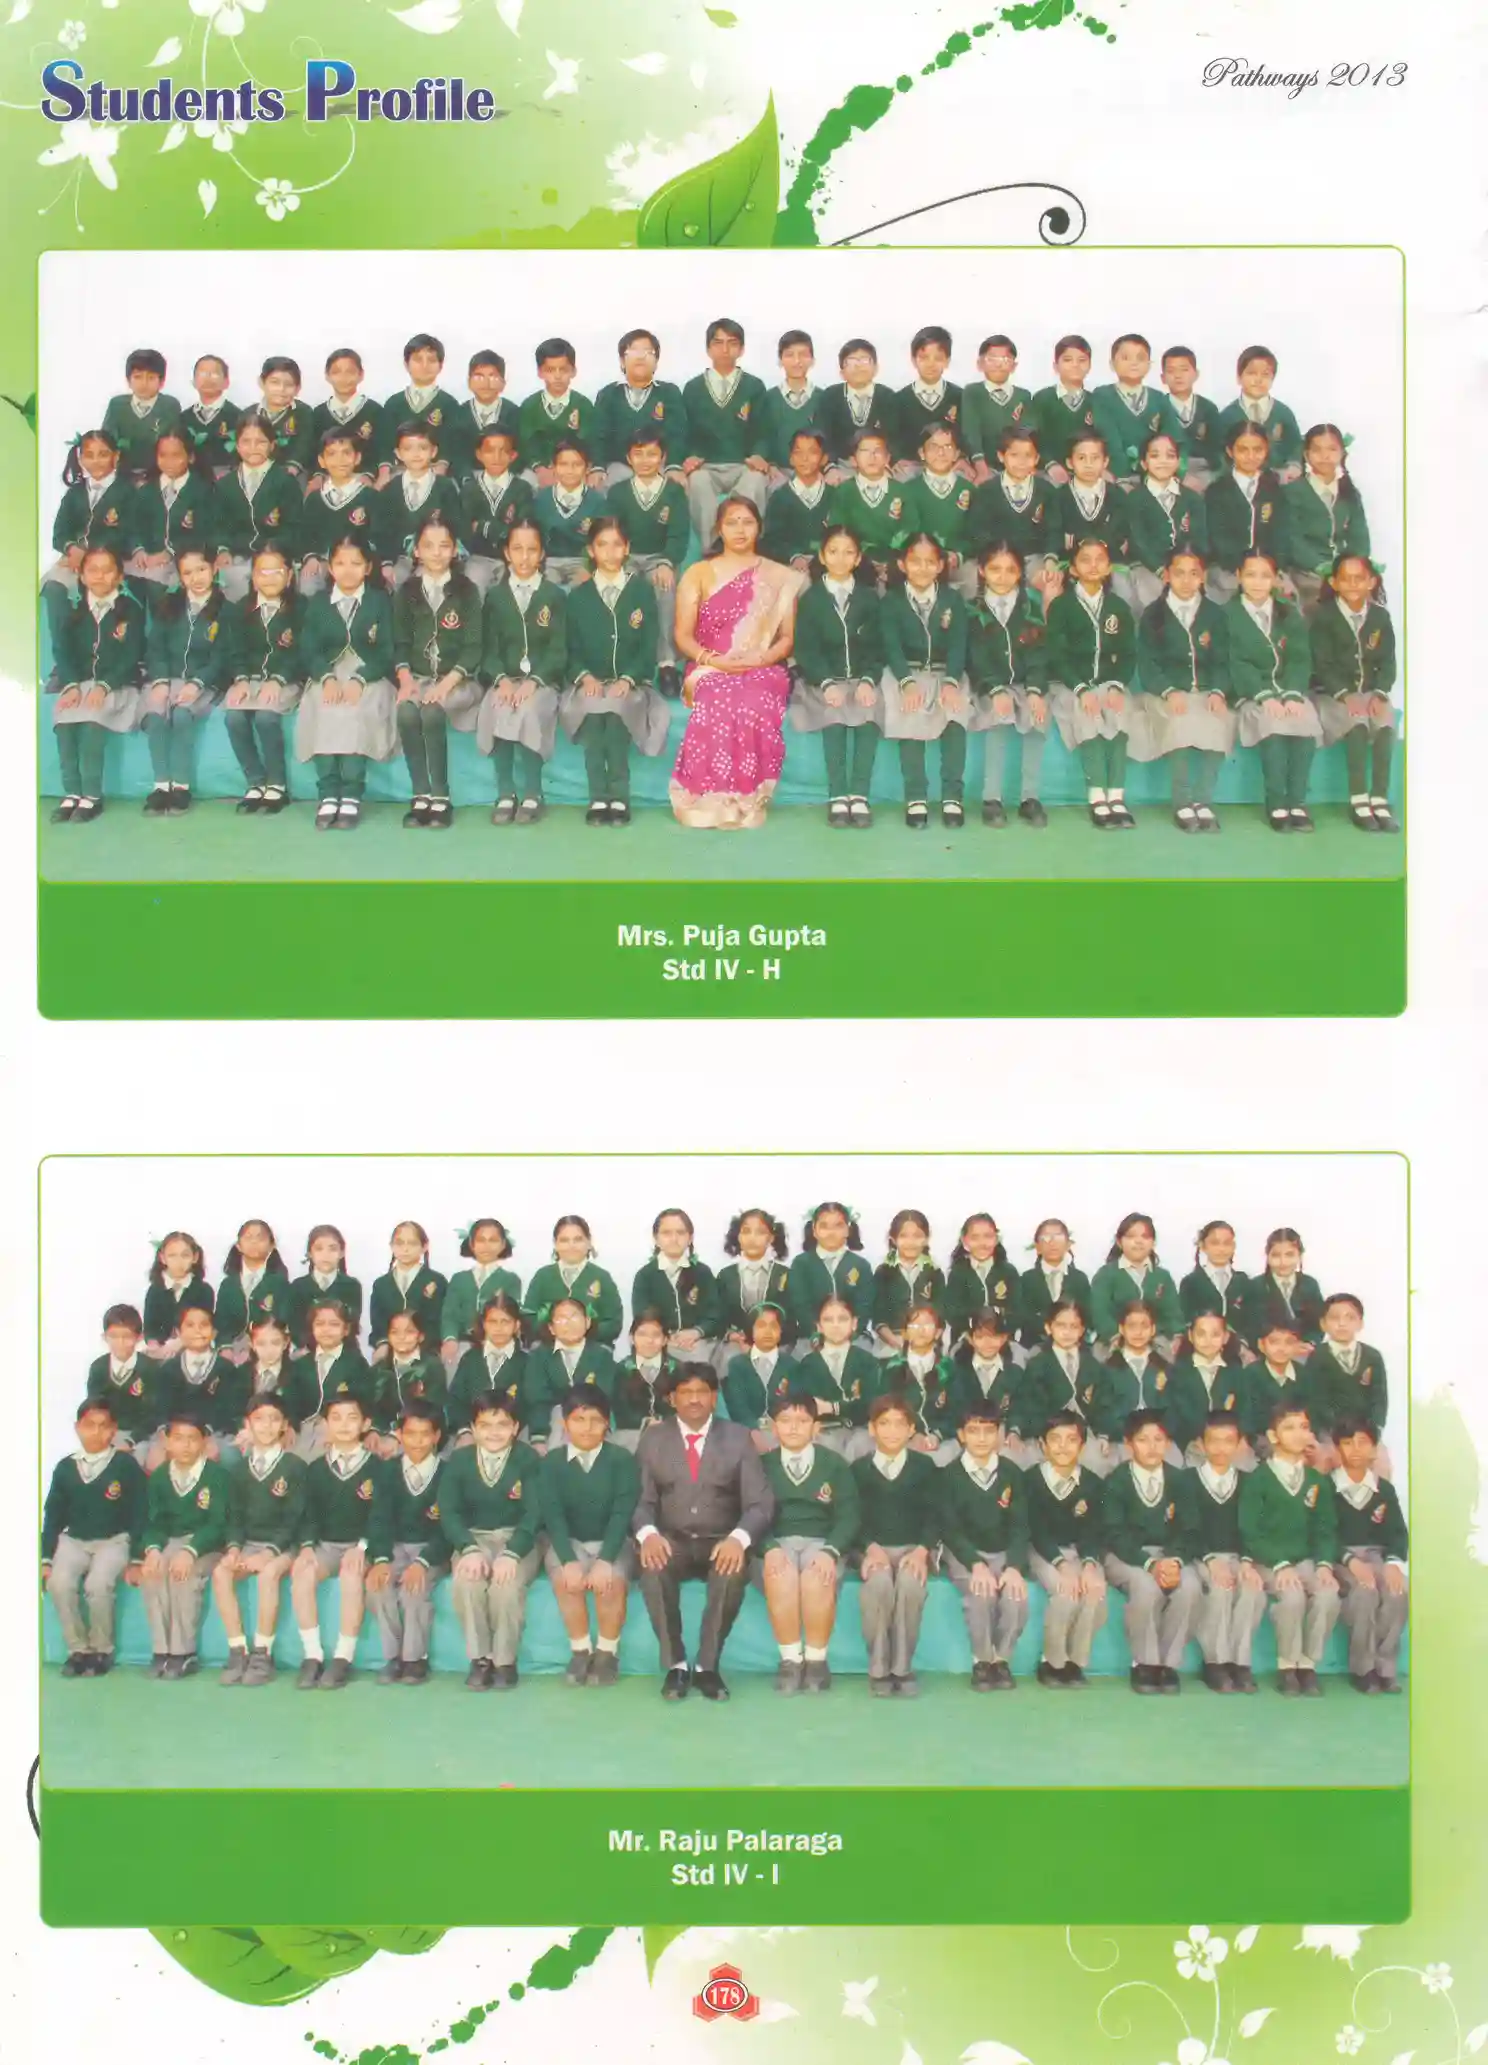 Students Profile
Pathways 2013
Mrs. Puja Gupta
Std IV - H
Mr. Raju Palaraga
Std IV - I
178